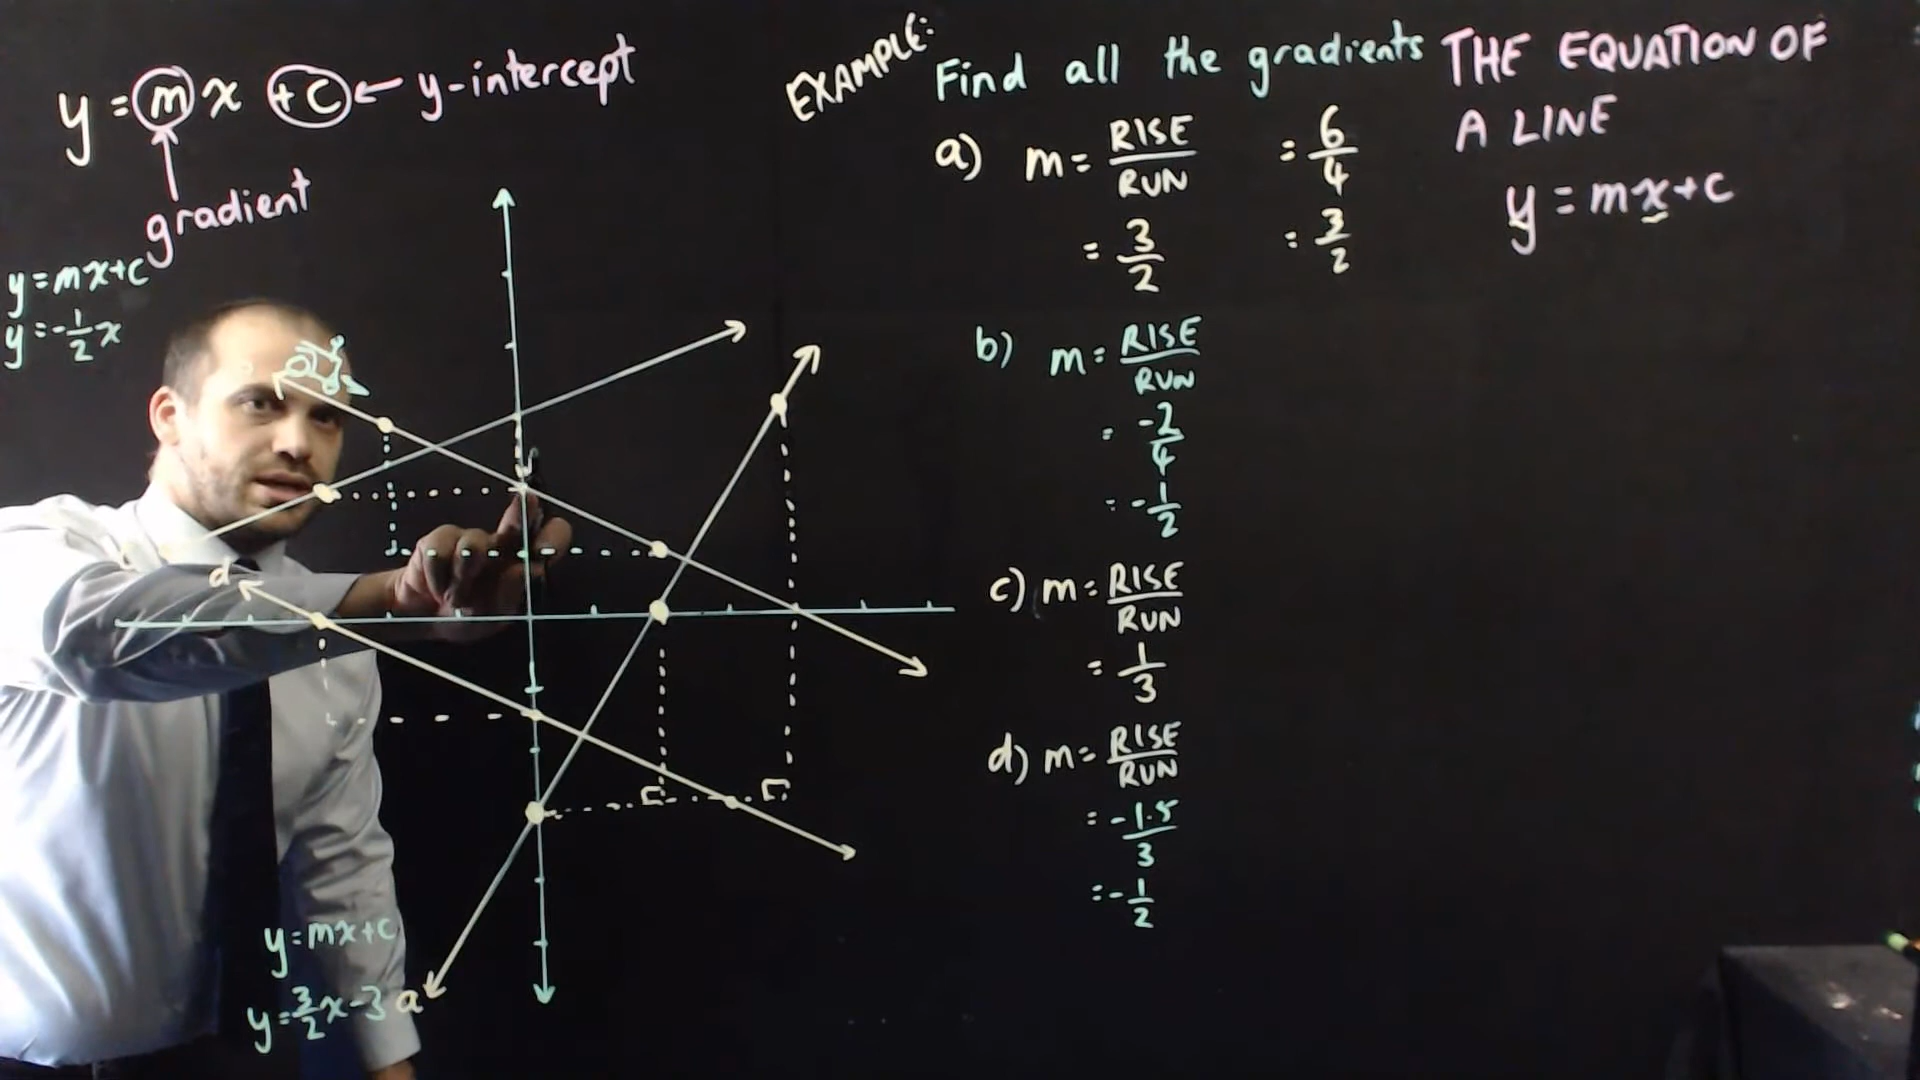 y = mx + c ← y-intercept
gradient
y = mx + c
y = -1/2 x
d
y = mx + c
y = 3/2 x - 3 a
EXAMPLE:
Find all the gradients
a) m = RISE/RUN = 6/4
= 3/2 = 3/2
b) m = RISE/RUN
= -2/4
= -1/2
c) m = RISE/RUN
= 1/3
d) m = RISE/RUN
= -1.5/3
= -1/2
THE EQUATION OF
A LINE
y = mx + c